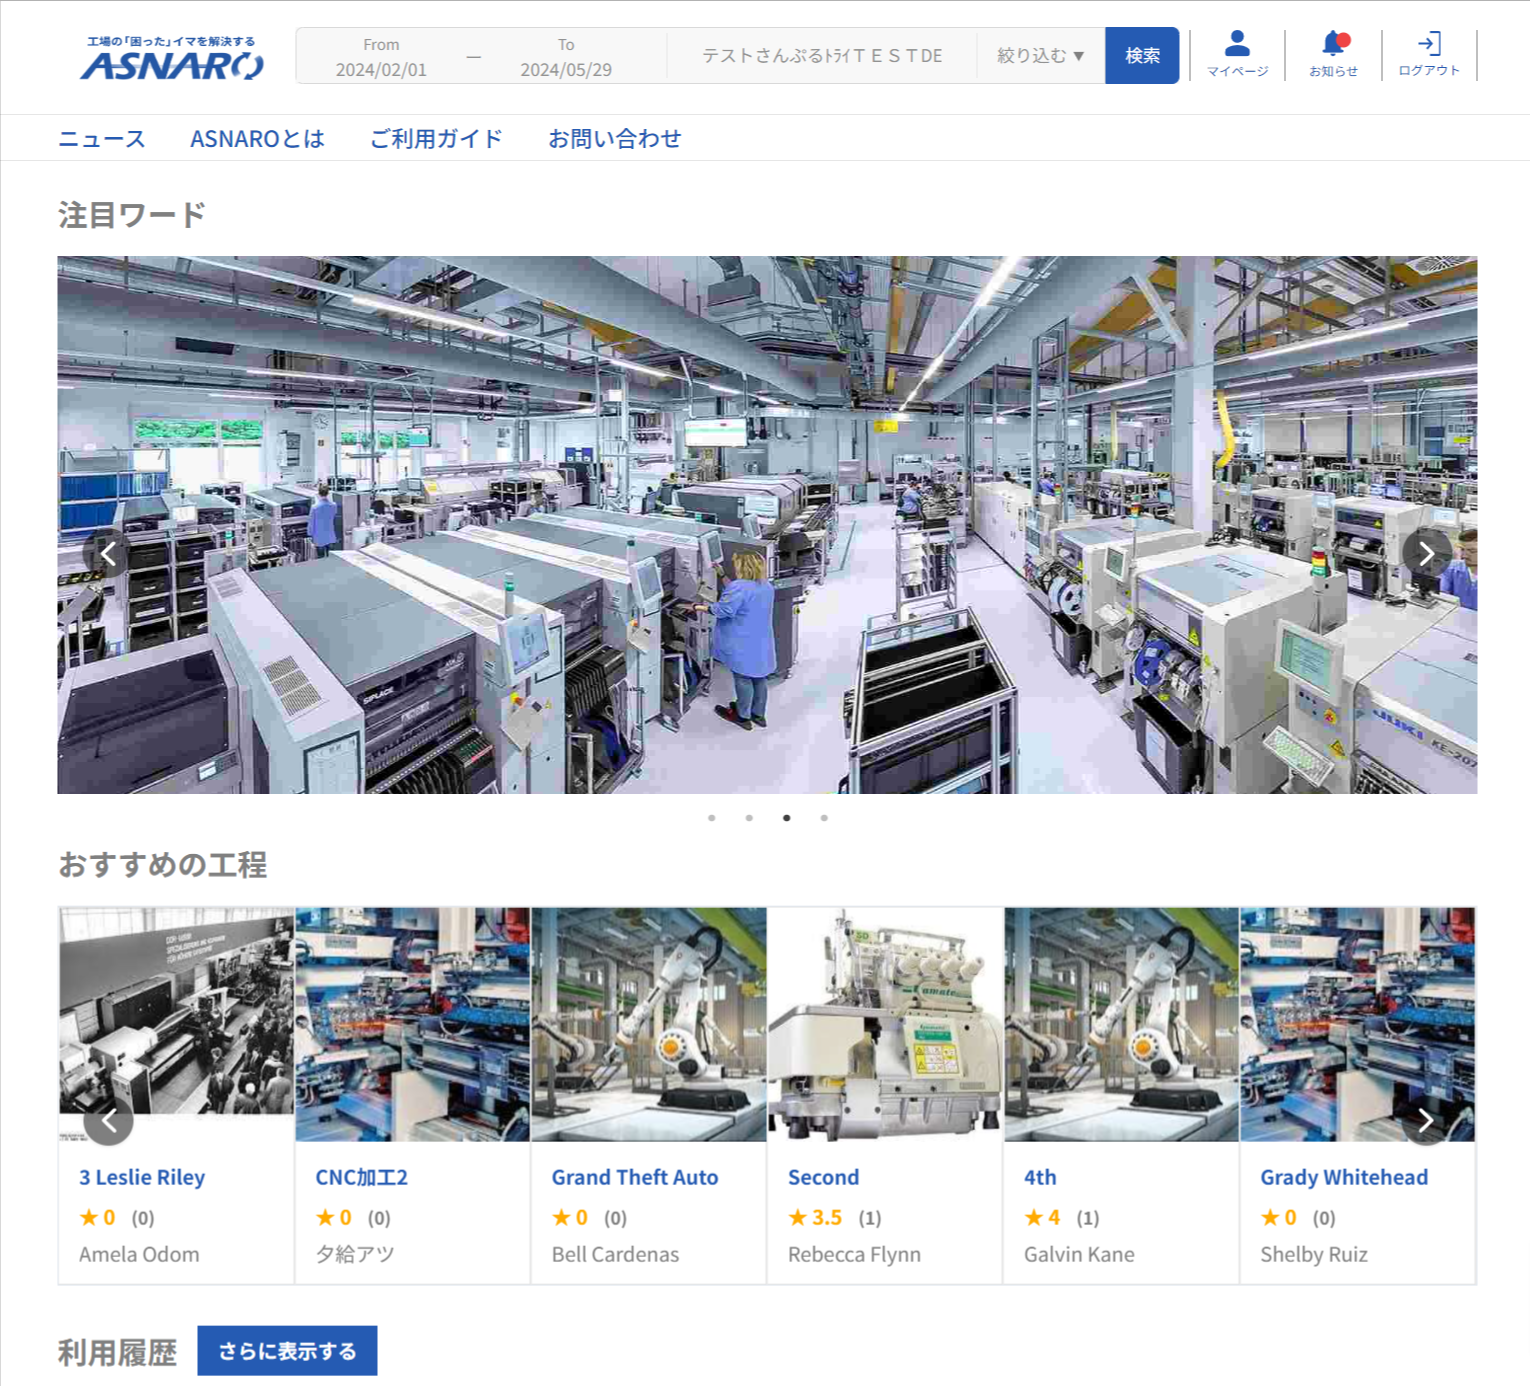 工場の「困った」イマを解決する
ASNARO
From
2024/02/01
—
To
2024/05/29
テストさんぷるﾄﾗｲＴＥＳＴDE
絞り込む ▼
検索
マイページ
お知らせ
ログアウト
ニュース
ASNAROとは
ご利用ガイド
お問い合わせ
注目ワード
SIPLACE
JUKI
KE-207
おすすめの工程
3 Leslie Riley
★ 0 (0)
Amela Odom
CNC加工2
★ 0 (0)
夕給アツ
Grand Theft Auto
★ 0 (0)
Bell Cardenas
Second
★ 3.5 (1)
Rebecca Flynn
4th
★ 4 (1)
Galvin Kane
Grady Whitehead
★ 0 (0)
Shelby Ruiz
利用履歴
さらに表示する